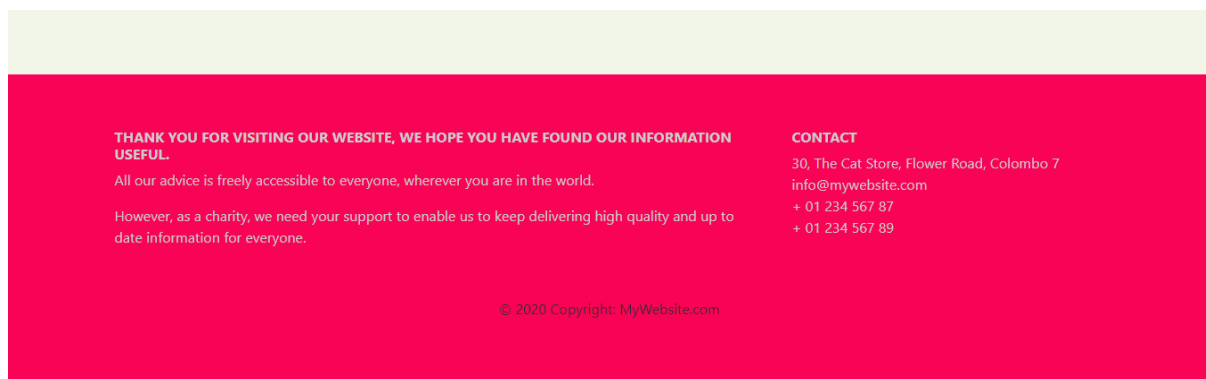 THANK YOU FOR VISITING OUR WEBSITE, WE HOPE YOU HAVE FOUND OUR INFORMATION
USEFUL.
All our advice is freely accessible to everyone, wherever you are in the world.
However, as a charity, we need your support to enable us to keep delivering high quality and up to
date information for everyone.
CONTACT
30, The Cat Store, Flower Road, Colombo 7
info@mywebsite.com
+ 01 234 567 87
+ 01 234 567 89
© 2020 Copyright: MyWebsite.com